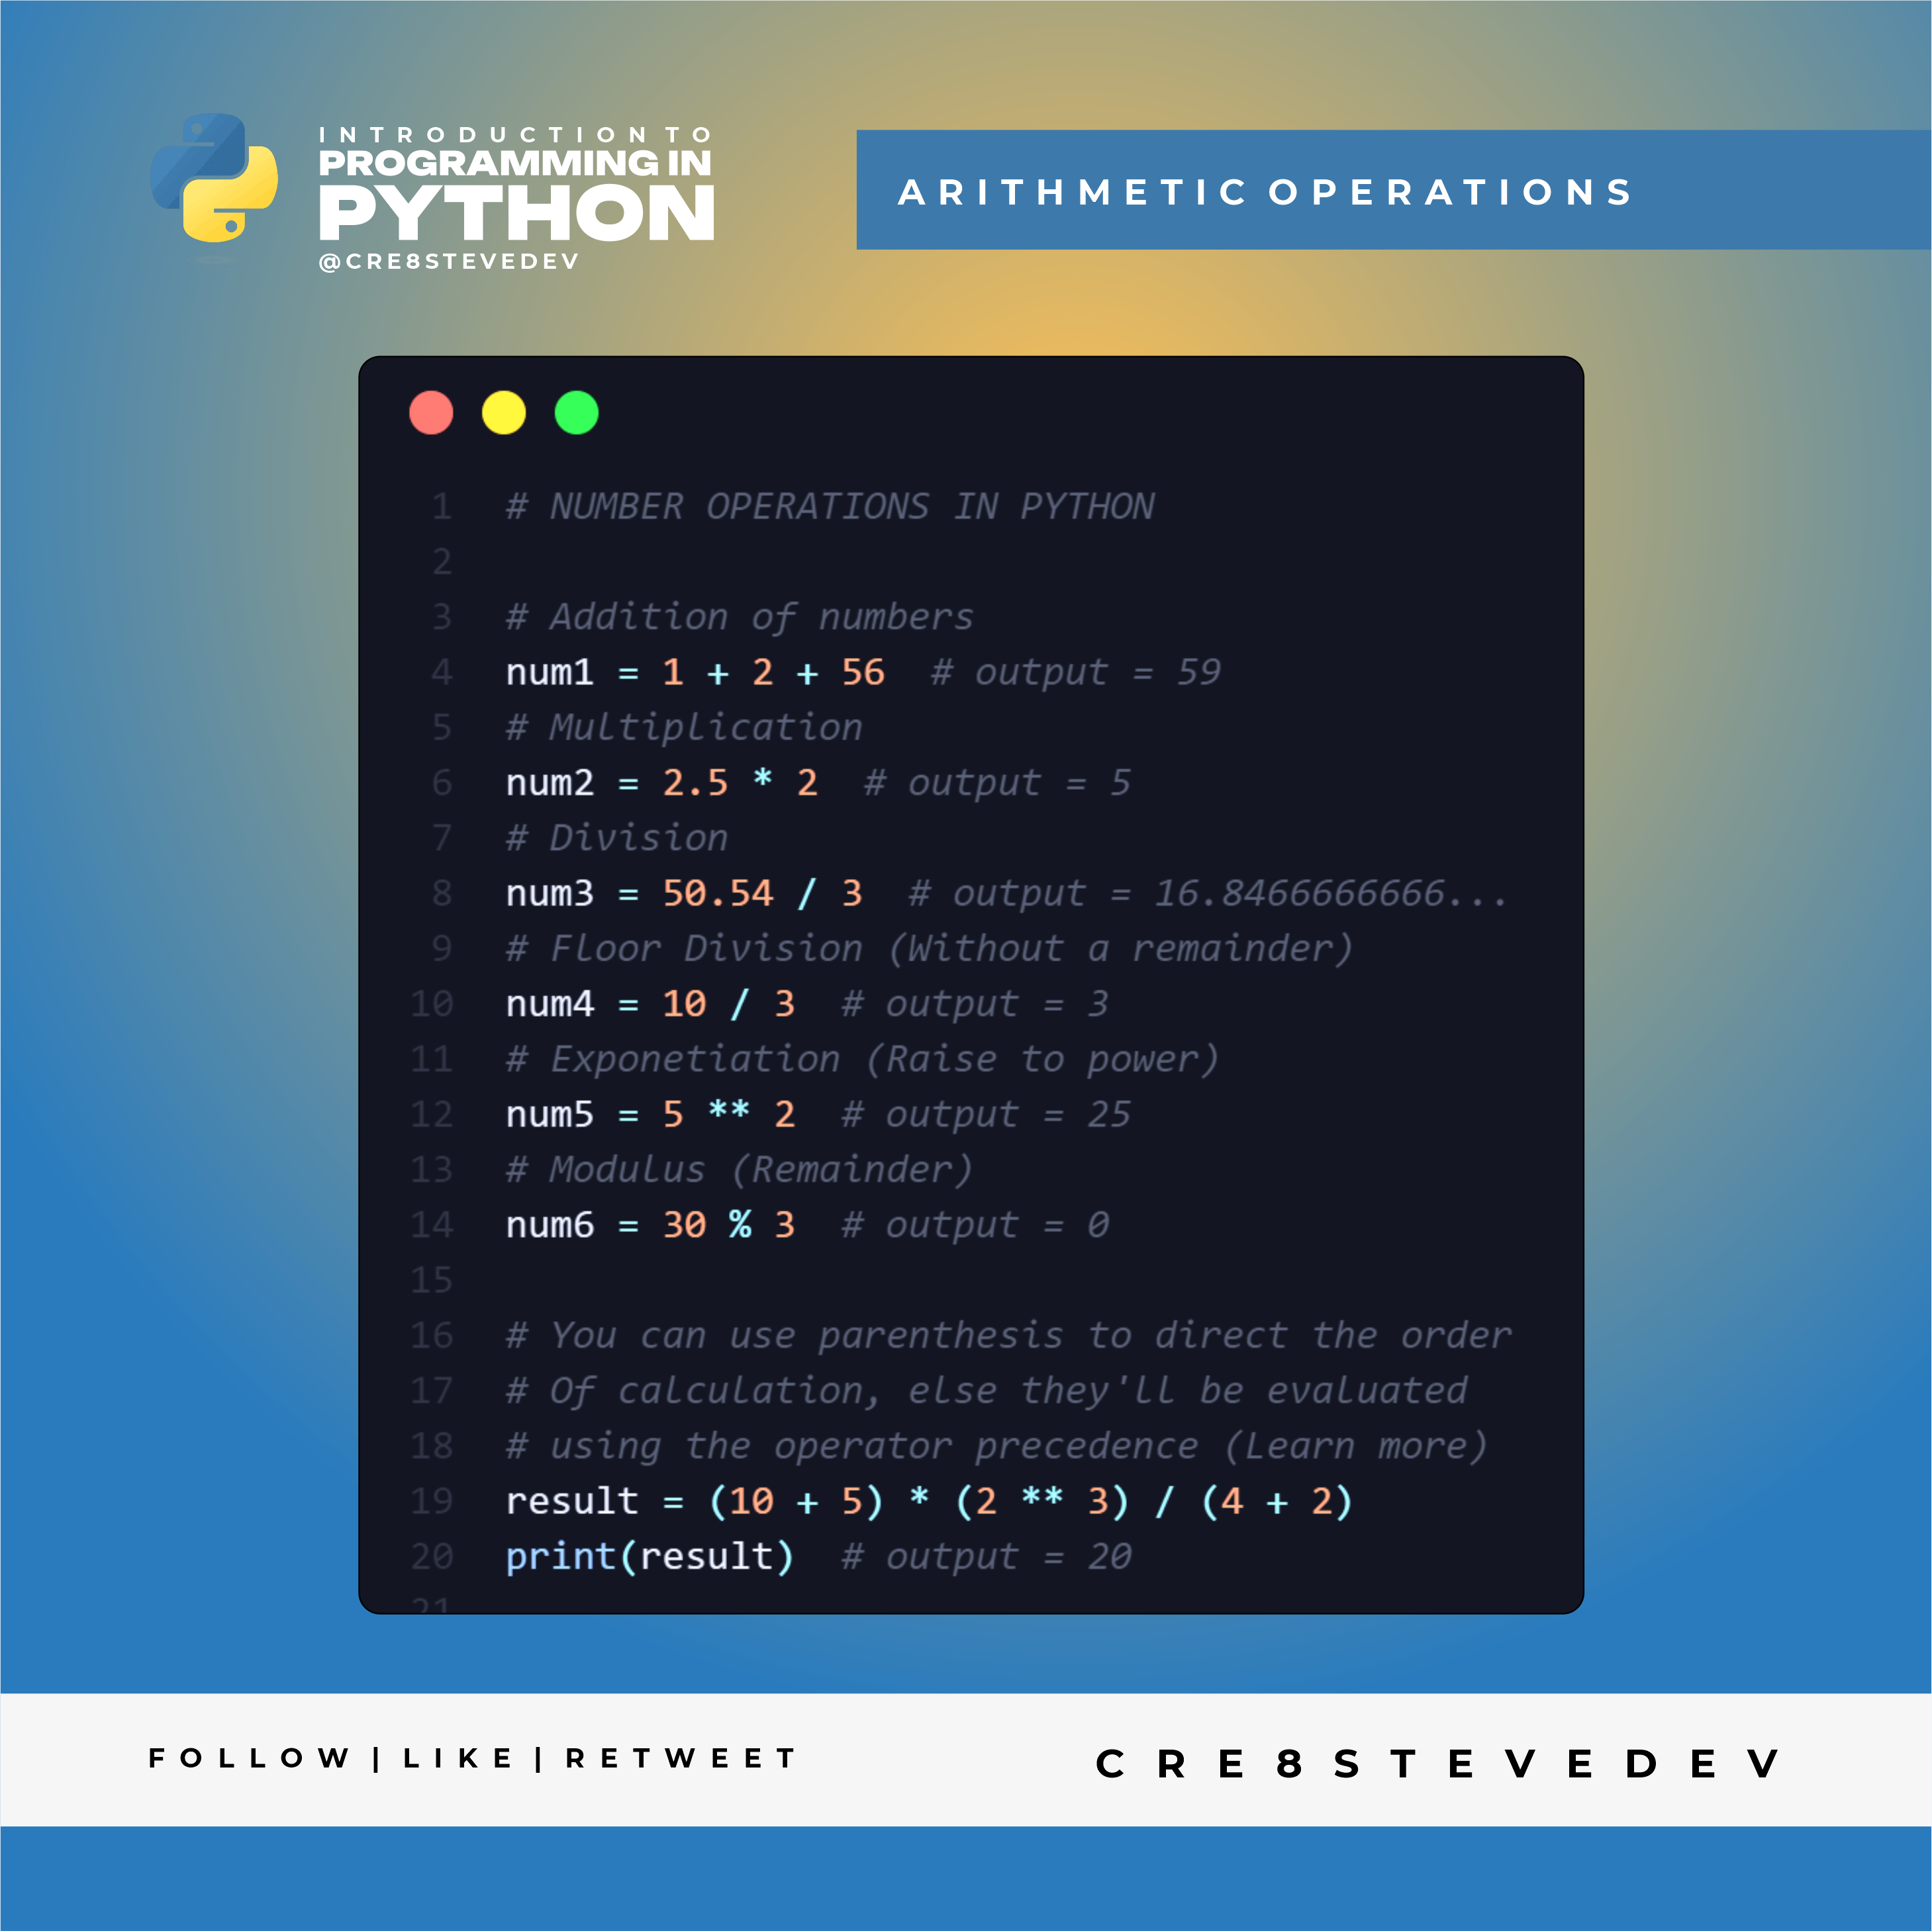 INTRODUCTION TO
PROGRAMMING IN
PYTHON
@CRE8STEVEDEV
ARITHMETIC OPERATIONS
1 # NUMBER OPERATIONS IN PYTHON
2
3 # Addition of numbers
4 num1 = 1 + 2 + 56  # output = 59
5 # Multiplication
6 num2 = 2.5 * 2  # output = 5
7 # Division
8 num3 = 50.54 / 3  # output = 16.8466666666...
9 # Floor Division (Without a remainder)
10 num4 = 10 / 3  # output = 3
11 # Exponetiation (Raise to power)
12 num5 = 5 ** 2  # output = 25
13 # Modulus (Remainder)
14 num6 = 30 % 3  # output = 0
15
16 # You can use parenthesis to direct the order
17 # Of calculation, else they'll be evaluated
18 # using the operator precedence (Learn more)
19 result = (10 + 5) * (2 ** 3) / (4 + 2)
20 print(result)  # output = 20
21
FOLLOW | LIKE | RETWEET
CRE8STEVEDEV